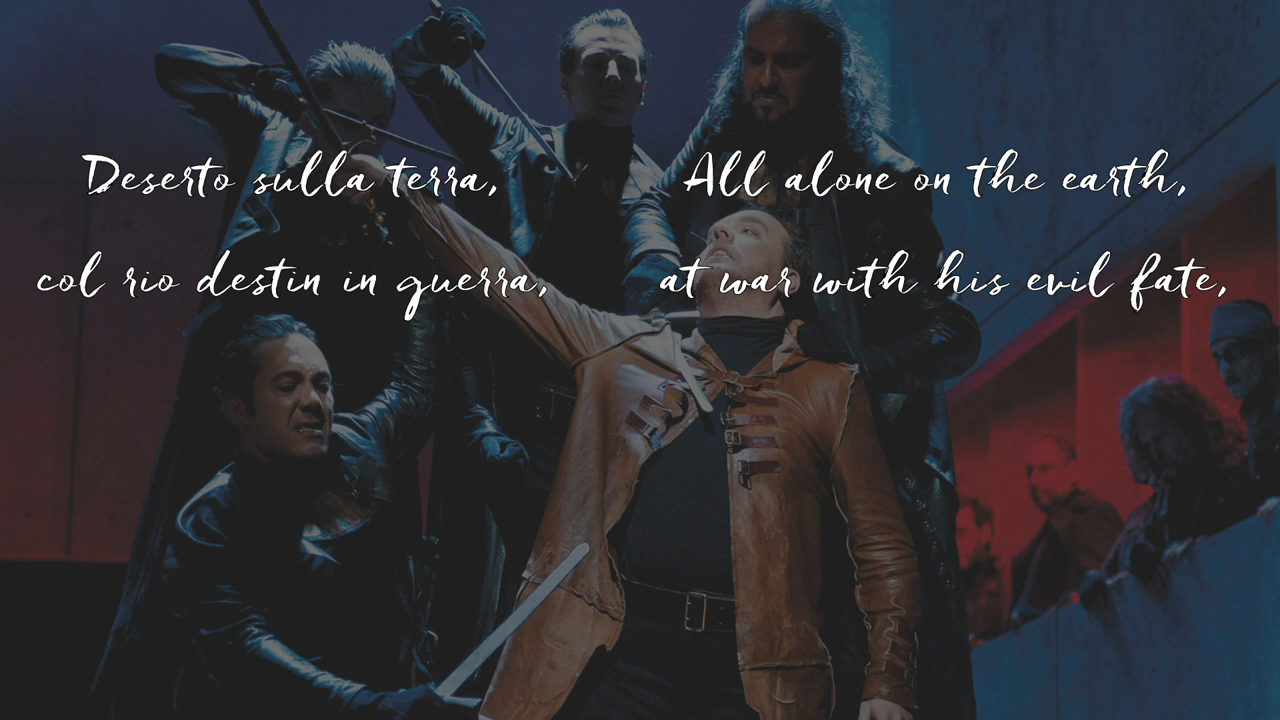 Deserto sulla terra,
col rio destin in guerra,
All alone on the earth,
at war with his evil fate,